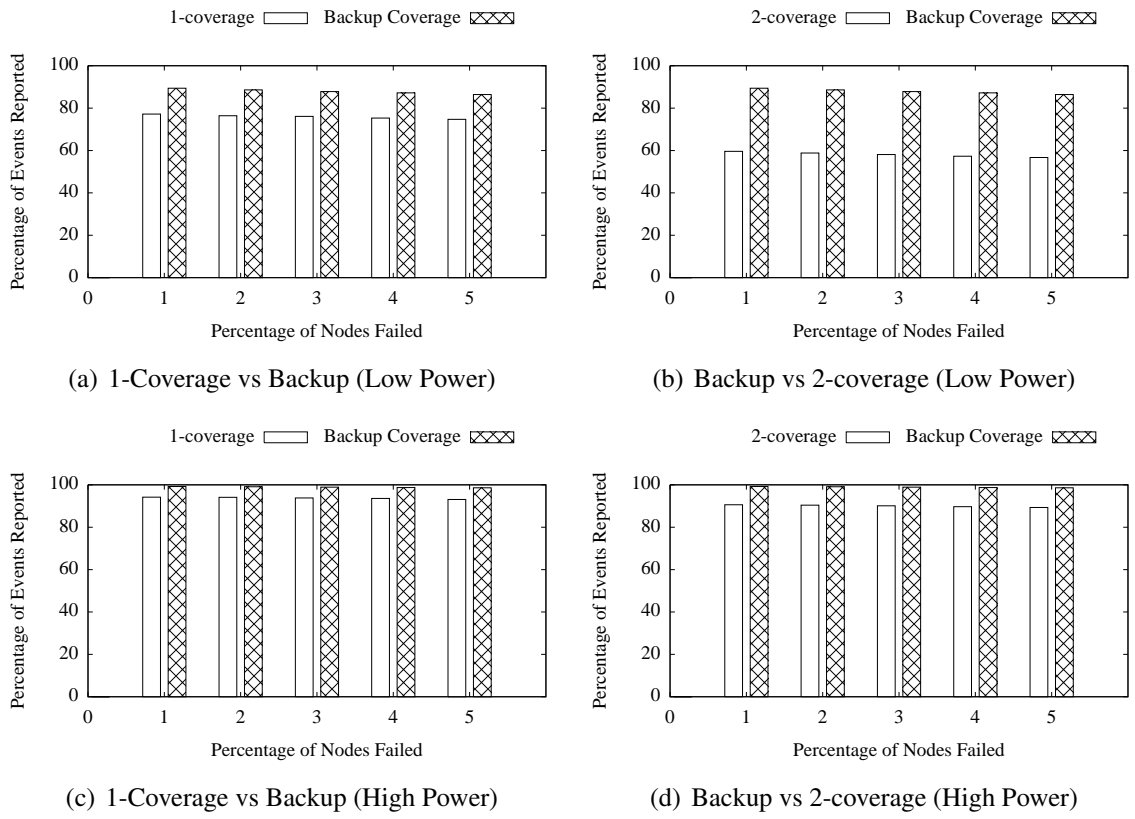 1-coverage Backup Coverage
Percentage of Events Reported
100
80
60
40
20
0
0 1 2 3 4 5
Percentage of Nodes Failed
(a) 1-Coverage vs Backup (Low Power)
2-coverage Backup Coverage
Percentage of Events Reported
100
80
60
40
20
0
0 1 2 3 4 5
Percentage of Nodes Failed
(b) Backup vs 2-coverage (Low Power)
1-coverage Backup Coverage
Percentage of Events Reported
100
80
60
40
20
0
0 1 2 3 4 5
Percentage of Nodes Failed
(c) 1-Coverage vs Backup (High Power)
2-coverage Backup Coverage
Percentage of Events Reported
100
80
60
40
20
0
0 1 2 3 4 5
Percentage of Nodes Failed
(d) Backup vs 2-coverage (High Power)